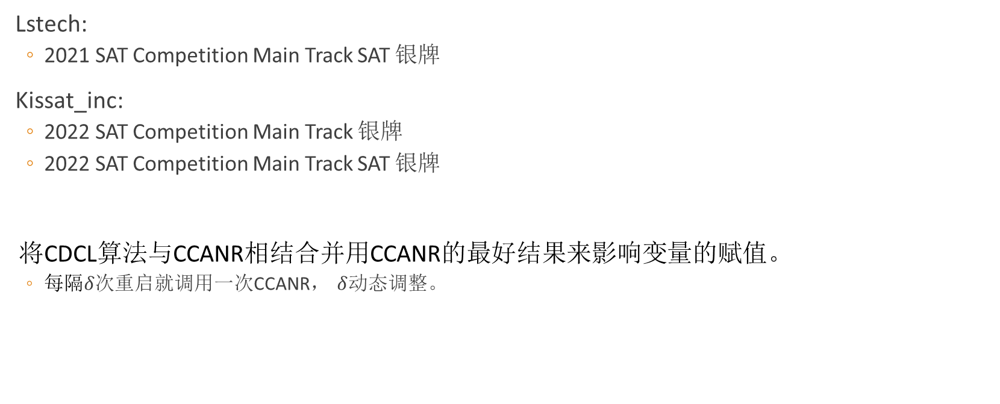 Lstech:
◦ 2021 SAT Competition Main Track SAT 银牌
Kissat_inc:
◦ 2022 SAT Competition Main Track 银牌
◦ 2022 SAT Competition Main Track SAT 银牌
将CDCL算法与CCANR相结合并用CCANR的最好结果来影响变量的赋值。
◦ 每隔δ次重启就调用一次CCANR， δ动态调整。